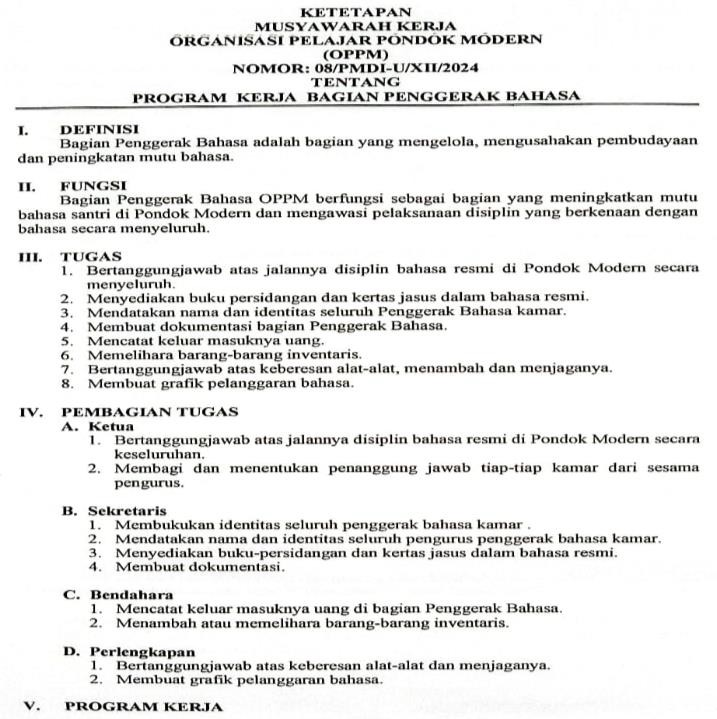 KETETAPAN
MUSYAWARAH KERJA
ORGANISASI PELAJAR PONDOK MODERN
(OPPM)
NOMOR: 08/PMDI-U/XII/2024
TENTANG
PROGRAM KERJA BAGIAN PENGGERAK BAHASA
I. DEFINISI
Bagian Penggerak Bahasa adalah bagian yang mengelola, mengusahakan pembudayaan
dan peningkatan mutu bahasa.
II. FUNGSI
Bagian Penggerak Bahasa OPPM berfungsi sebagai bagian yang meningkatkan mutu
bahasa santri di Pondok Modern dan mengawasi pelaksanaan disiplin yang berkenaan dengan
bahasa secara menyeluruh.
III. TUGAS
1. Bertanggungjawab atas jalannya disiplin bahasa resmi di Pondok Modern secara
menyeluruh.
2. Menyediakan buku persidangan dan kertas jasus dalam bahasa resmi.
3. Mendatakan nama dan identitas seluruh Penggerak Bahasa kamar.
4. Membuat dokumentasi bagian Penggerak Bahasa.
5. Mencatat keluar masuknya uang.
6. Memelihara barang-barang inventaris.
7. Bertanggungjawab atas keberesan alat-alat, menambah dan menjaganya.
8. Membuat grafik pelanggaran bahasa.
IV. PEMBAGIAN TUGAS
A. Ketua
1. Bertanggungjawab atas jalannya disiplin bahasa resmi di Pondok Modern secara
keseluruhan.
2. Membagi dan menentukan penanggung jawab tiap-tiap kamar dari sesama
pengurus.
B. Sekretaris
1. Membukukan identitas seluruh penggerak bahasa kamar .
2. Mendatakan nama dan identitas seluruh pengurus penggerak bahasa kamar.
3. Menyediakan buku-persidangan dan kertas jasus dalam bahasa resmi.
4. Membuat dokumentasi.
C. Bendahara
1. Mencatat keluar masuknya uang di bagian Penggerak Bahasa.
2. Menambah atau memelihara barang-barang inventaris.
D. Perlengkapan
1. Bertanggungjawab atas keberesan alat-alat dan menjaganya.
2. Membuat grafik pelanggaran bahasa.
V. PROGRAM KERJA